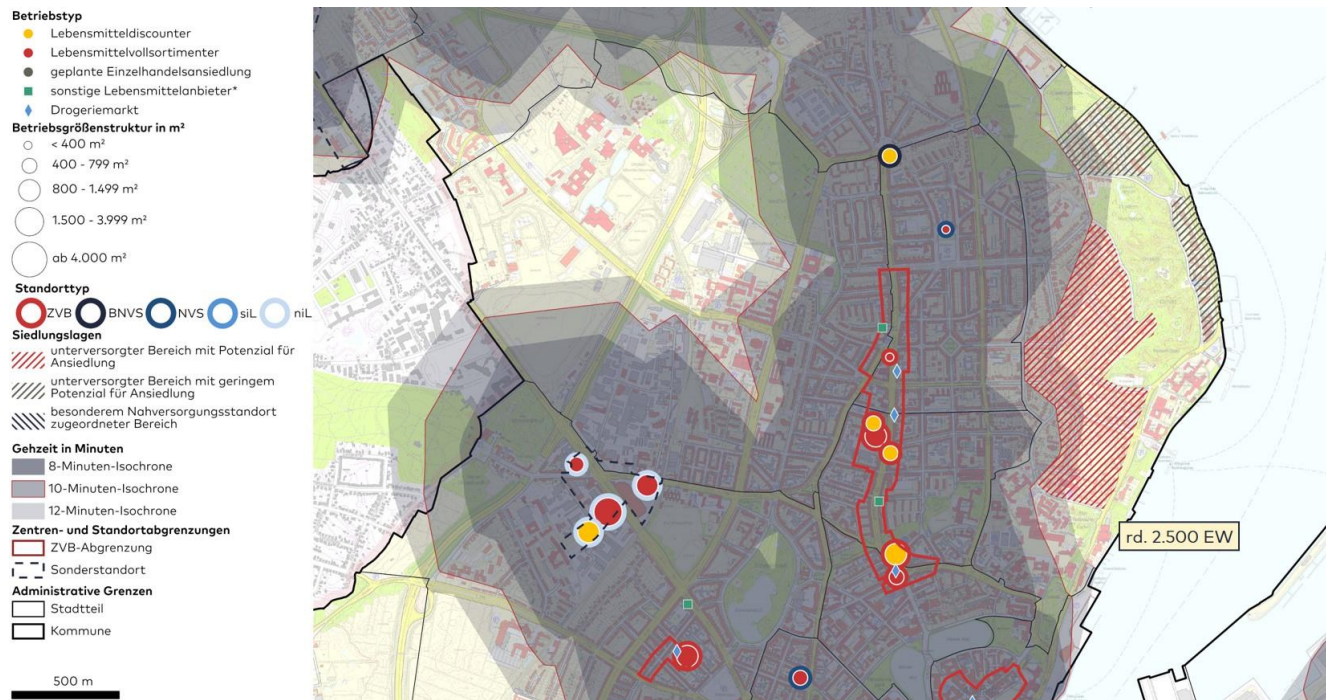 Betriebstyp
Lebensmitteldiscounter
Lebensmittelvollsortimenter
geplante Einzelhandelsansiedlung
sonstige Lebensmittelanbieter*
Drogeriemarkt
Betriebsgrößenstruktur in m²
< 400 m²
400 - 799 m²
800 - 1.499 m²
1.500 - 3.999 m²
ab 4.000 m²
Standorttyp
ZVB BNVS NVS siL niL
Siedlungslagen
unterversorgter Bereich mit Potenzial für
Ansiedlung
unterversorgter Bereich mit geringem
Potenzial für Ansiedlung
besonderem Nahversorgungsstandort
zugeordneter Bereich
Gehzeit in Minuten
8-Minuten-Isochrone
10-Minuten-Isochrone
12-Minuten-Isochrone
Zentren- und Standortabgrenzungen
ZVB-Abgrenzung
Sonderstandort
Administrative Grenzen
Stadtteil
Kommune
500 m
rd. 2.500 EW